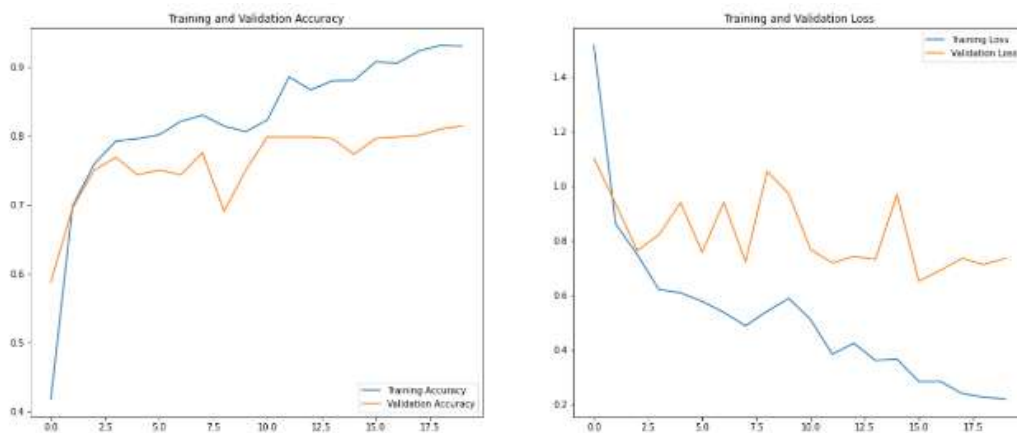 Training and Validation Accuracy
0.9
0.8
0.7
0.6
0.5
0.4
0.0 2.5 5.0 7.5 10.0 12.5 15.0 17.5
Training Accuracy
Validation Accuracy
Training and Validation Loss
1.4
1.2
1.0
0.8
0.6
0.4
0.2
0.0 2.5 5.0 7.5 10.0 12.5 15.0 17.5
Training Loss
Validation Loss